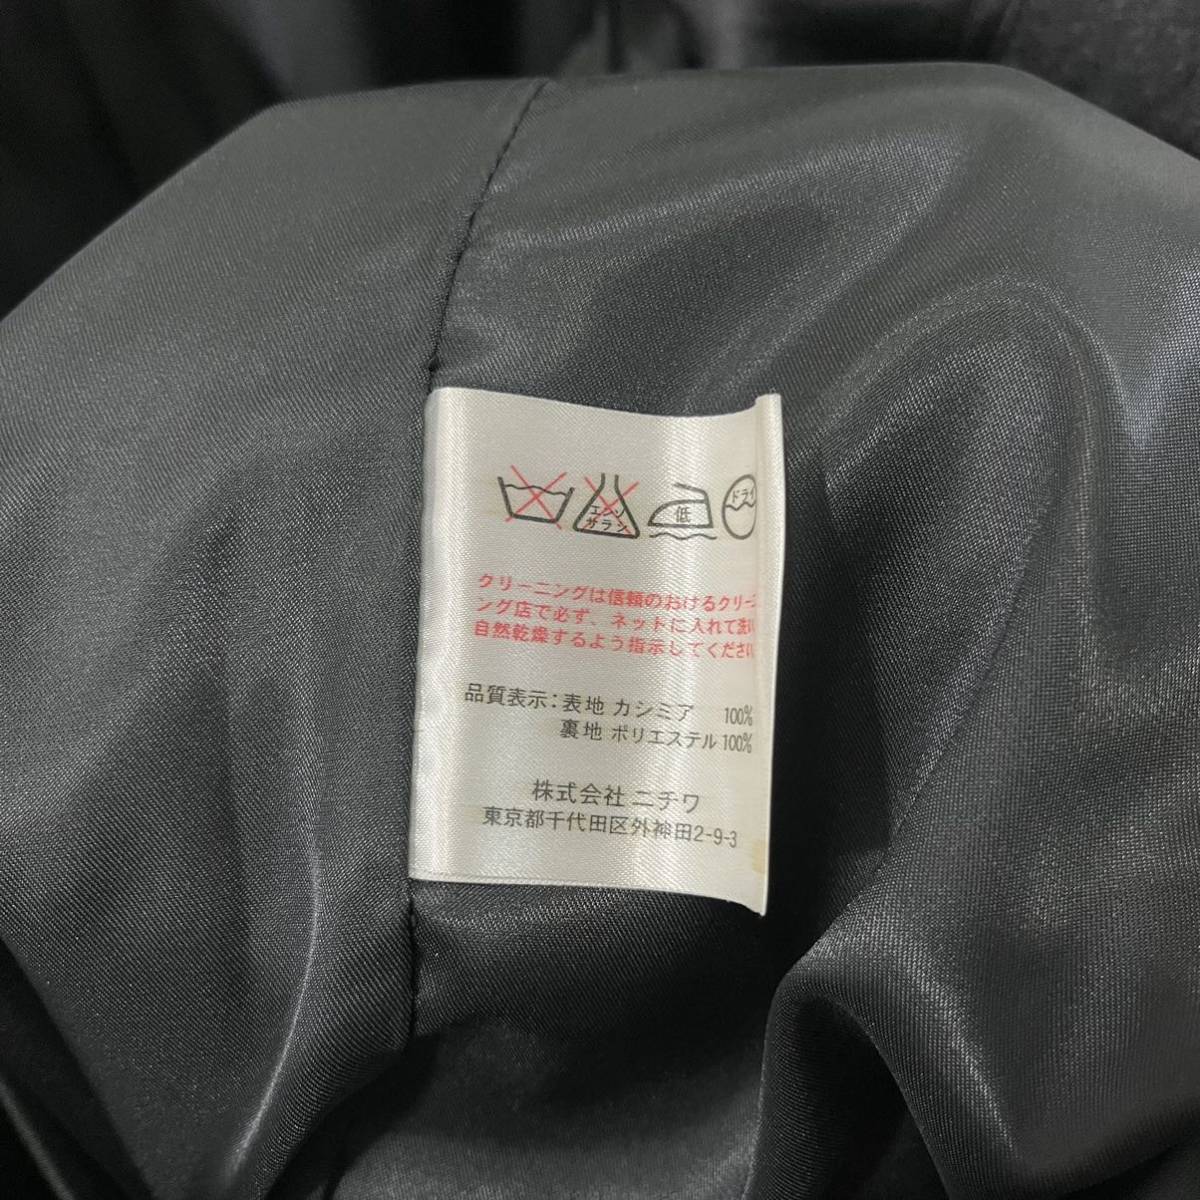 エンソ
サラシ
低
ドライ
クリーニングは信頼のおけるクリーニ
ング店で必ず、ネットに入れて洗い
自然乾燥するよう指示してください
品質表示：表地 カシミア 100%
裏地 ポリエステル 100%
株式会社 ニチワ
東京都千代田区外神田2-9-3